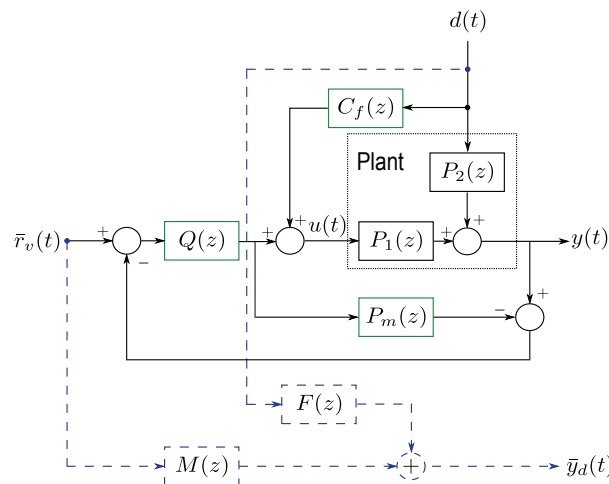 d(t)
C_f(z)
Plant
P_2(z)
+
+
r̄_v(t)
+
−
Q(z)
+
u(t)
P_1(z)
+
y(t)
+
−
P_m(z)
F(z)
M(z)
+
ȳ_d(t)